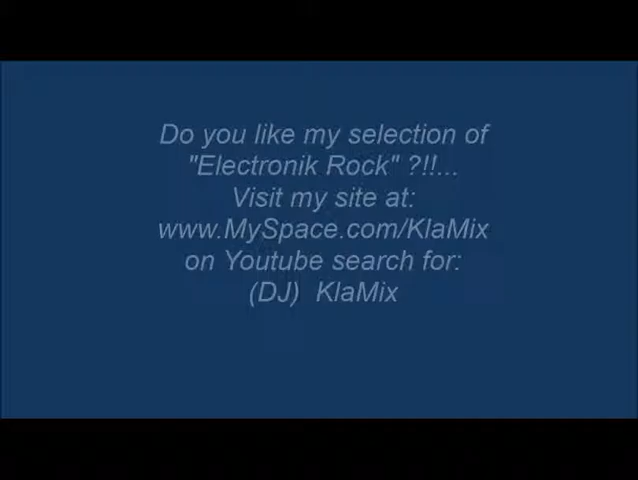 Do you like my selection of
"Electronik Rock" ?!!...
Visit my site at:
www.MySpace.com/KlaMix
on Youtube search for:
(DJ)  KlaMix